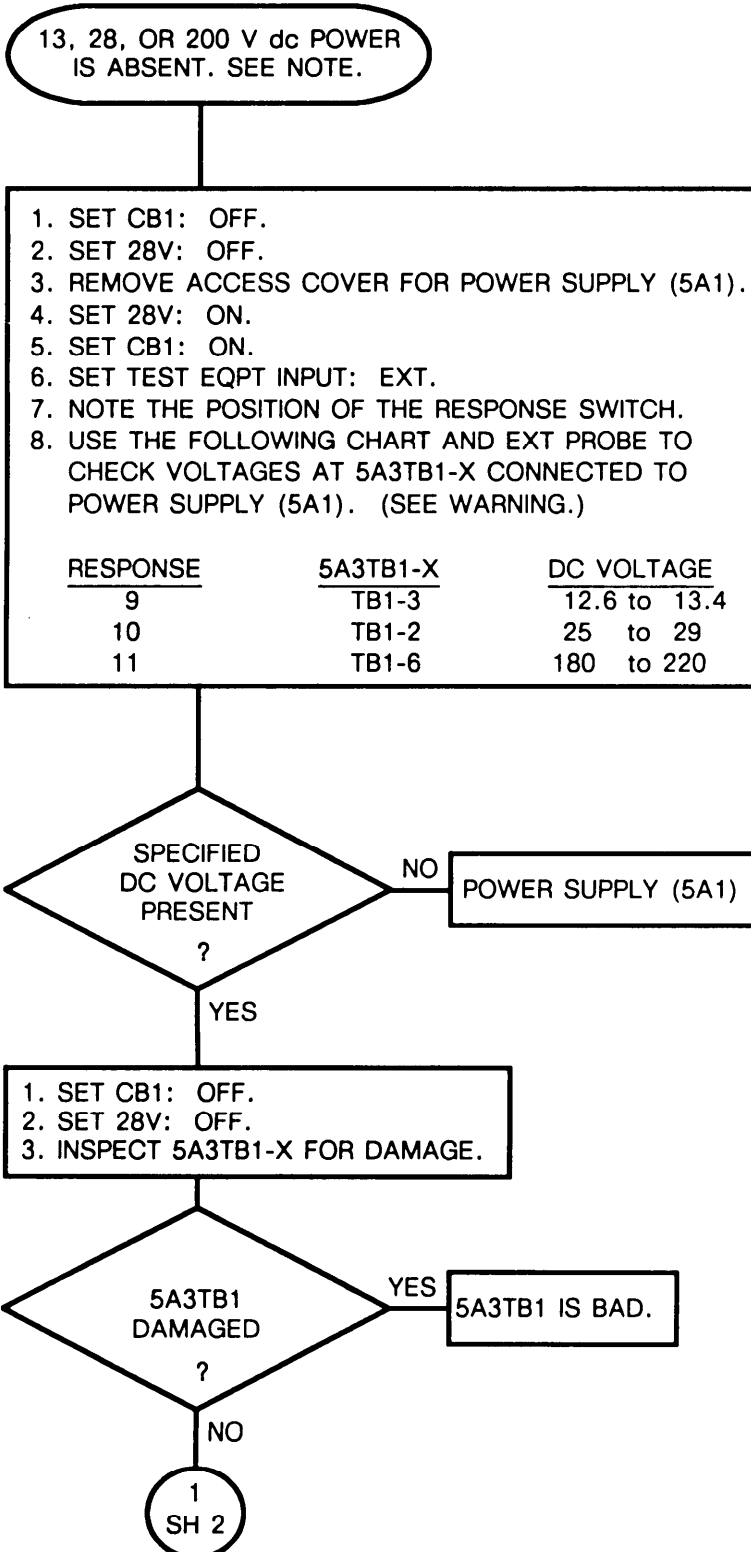 13, 28, OR 200 V dc POWER
IS ABSENT. SEE NOTE.
1. SET CB1: OFF.
2. SET 28V: OFF.
3. REMOVE ACCESS COVER FOR POWER SUPPLY (5A1).
4. SET 28V: ON.
5. SET CB1: ON.
6. SET TEST EQPT INPUT: EXT.
7. NOTE THE POSITION OF THE RESPONSE SWITCH.
8. USE THE FOLLOWING CHART AND EXT PROBE TO
CHECK VOLTAGES AT 5A3TB1-X CONNECTED TO
POWER SUPPLY (5A1). (SEE WARNING.)
RESPONSE 5A3TB1-X DC VOLTAGE
9 TB1-3 12.6 to 13.4
10 TB1-2 25 to 29
11 TB1-6 180 to 220
SPECIFIED
DC VOLTAGE
PRESENT
?
NO
POWER SUPPLY (5A1)
YES
1. SET CB1: OFF.
2. SET 28V: OFF.
3. INSPECT 5A3TB1-X FOR DAMAGE.
5A3TB1
DAMAGED
?
YES
5A3TB1 IS BAD.
NO
1
SH 2